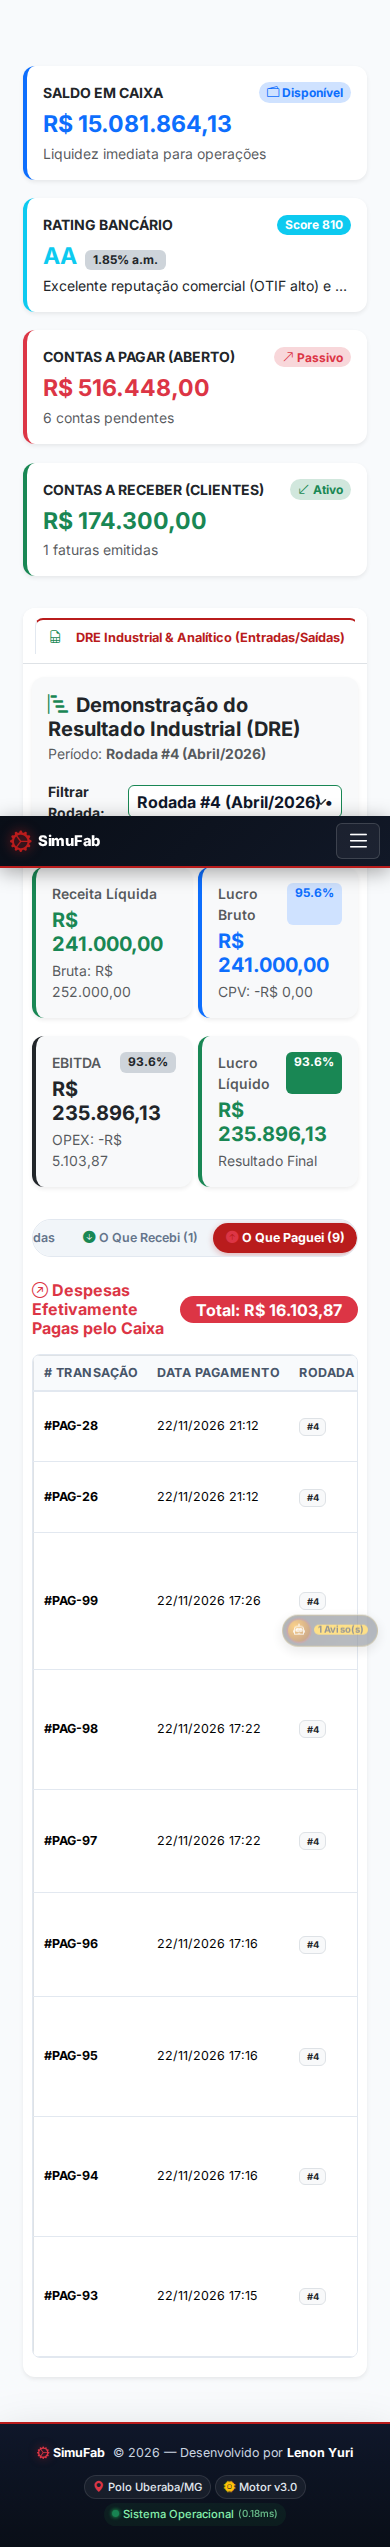 SALDO EM CAIXA
Disponível
R$ 15.081.864,13
Liquidez imediata para operações
RATING BANCÁRIO
Score 810
AA 1.85% a.m.
Excelente reputação comercial (OTIF alto) e ...
CONTAS A PAGAR (ABERTO)
Passivo
R$ 516.448,00
6 contas pendentes
CONTAS A RECEBER (CLIENTES)
Ativo
R$ 174.300,00
1 faturas emitidas
DRE Industrial & Analítico (Entradas/Saídas)
Demonstração do
Resultado Industrial (DRE)
Período: Rodada #4 (Abril/2026)
Filtrar
Rodada:
Rodada #4 (Abril/2026) •
SimuFab
Receita Líquida
R$
241.000,00
Bruta: R$
252.000,00
Lucro
Bruto
95.6%
R$
241.000,00
CPV: -R$ 0,00
EBITDA
93.6%
R$
235.896,13
OPEX: -R$
5.103,87
Lucro
Líquido
93.6%
R$
235.896,13
Resultado Final
das
O Que Recebi (1)
O Que Paguei (9)
Despesas
Efetivamente
Pagas pelo Caixa
Total: R$ 16.103,87
# TRANSAÇÃO DATA PAGAMENTO RODADA
#PAG-28 22/11/2026 21:12 #4
#PAG-26 22/11/2026 21:12 #4
#PAG-99 22/11/2026 17:26 #4
1 Aviso(s)
#PAG-98 22/11/2026 17:22 #4
#PAG-97 22/11/2026 17:22 #4
#PAG-96 22/11/2026 17:16 #4
#PAG-95 22/11/2026 17:16 #4
#PAG-94 22/11/2026 17:16 #4
#PAG-93 22/11/2026 17:15 #4
SimuFab © 2026 — Desenvolvido por Lenon Yuri
Polo Uberaba/MG
Motor v3.0
Sistema Operacional (0.18ms)